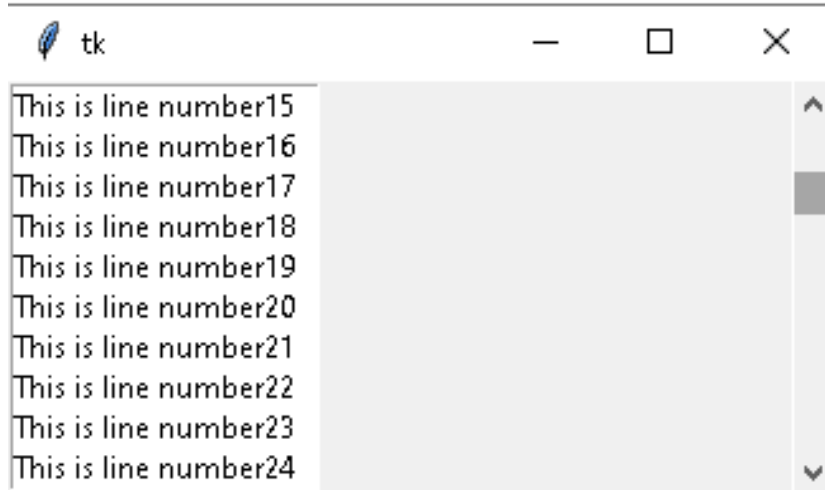 tk
This is line number15
This is line number16
This is line number17
This is line number18
This is line number19
This is line number20
This is line number21
This is line number22
This is line number23
This is line number24